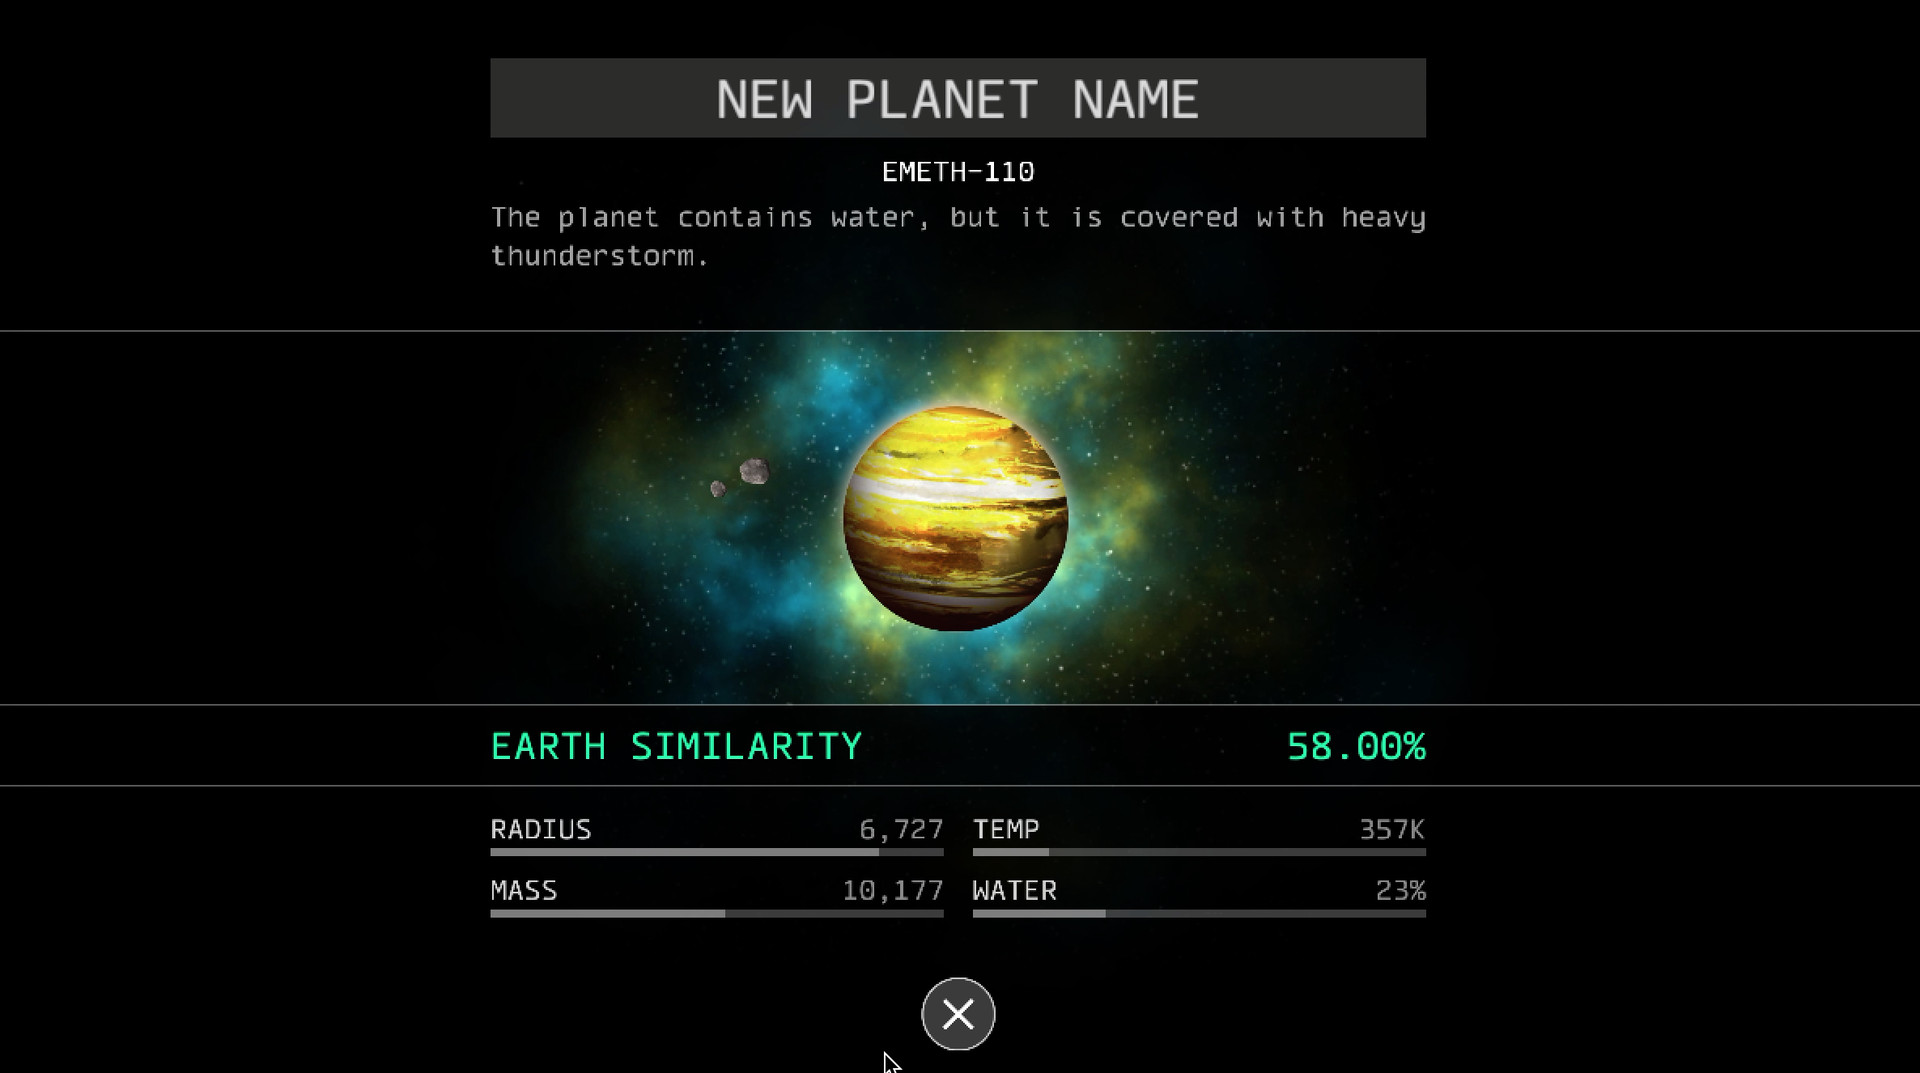 NEW PLANET NAME
EMETH-110
The planet contains water, but it is covered with heavy
thunderstorm.
EARTH SIMILARITY 58.00%
RADIUS 6,727 TEMP 357K
MASS 10,177 WATER 23%